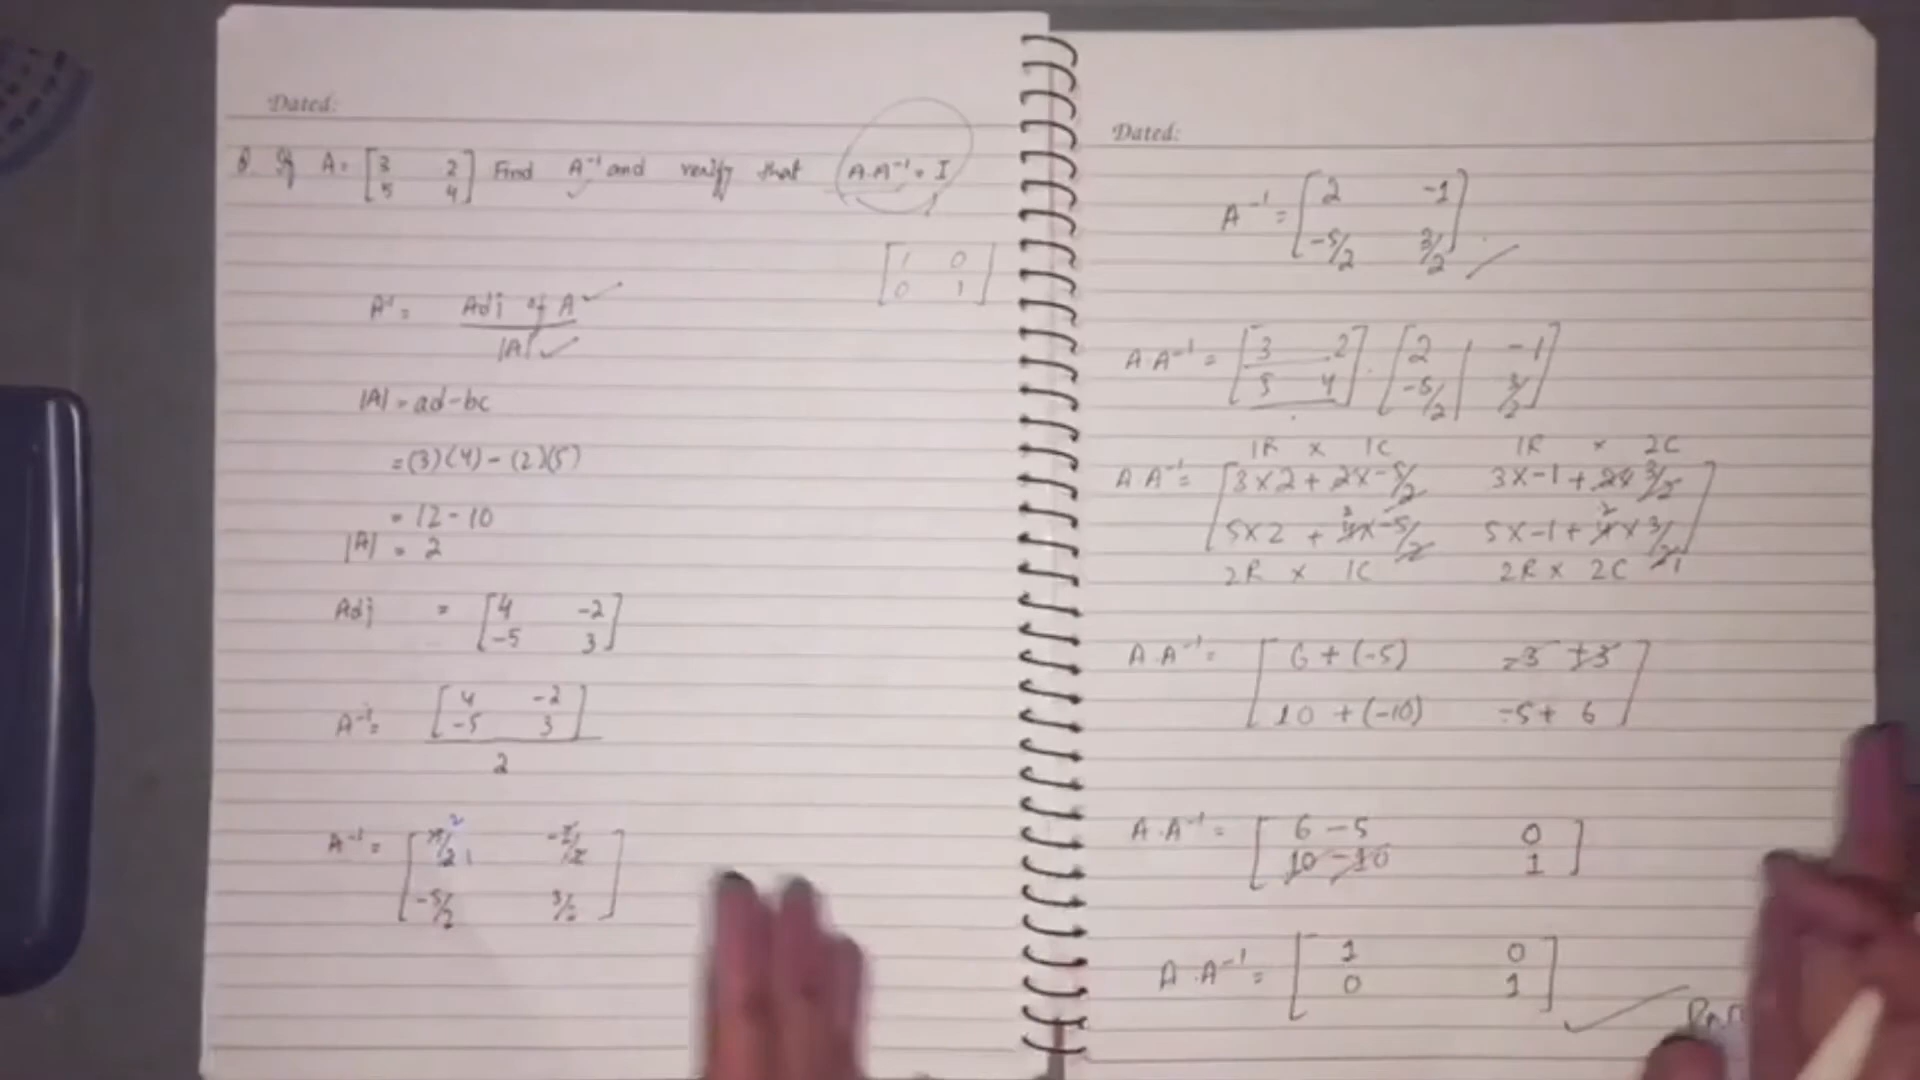 Dated:
Q. If A = [3 2 Find A⁻¹ and verify that A.A⁻¹ = I
5 4]
[1 0
0 1]
A⁻¹ = Adj of A
|A|
|A| = ad-bc
= (3)(4) - (2)(5)
= 12 - 10
|A| = 2
Adj = [4 -2
-5 3]
A⁻¹ = [4 -2
-5 3]
2
A⁻¹ = [4/2 2 1 -2/2
-5/2 3/2]
Dated:
A⁻¹ = [2 -1
-5/2 3/2]
A.A⁻¹ = [3 2 . [2 -1
5 4] -5/2 3/2]
1R × 1C 1R × 2C
A.A⁻¹ = [3×2 + 2×-5/2 3×-1 + 2×3/2
5×2 + 4×-5/2 5×-1 + 4×3/2]
2R × 1C 2R × 2C
A.A⁻¹ = [6 + (-5) -3 +3
10 + (-10) -5 + 6]
A.A⁻¹ = [6 - 5 0
10 - 10 1]
A.A⁻¹ = [1 0
0 1]